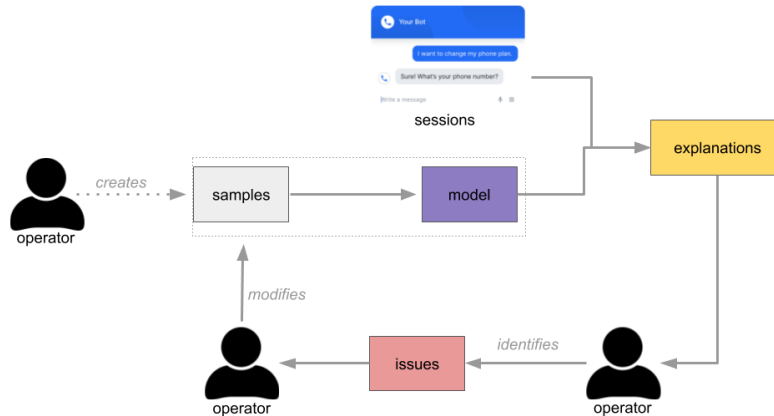 Your Bot
I want to change my phone plan.
Sure! What's your phone number?
Write a message
sessions
explanations
creates
samples
model
operator
modifies
identifies
issues
operator
operator